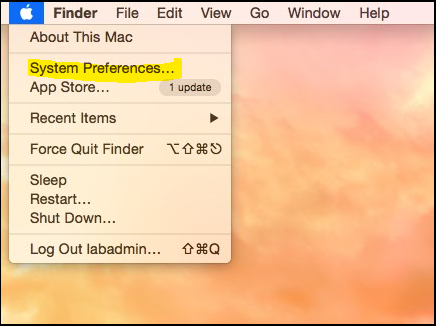 Finder File Edit View Go Window Help
About This Mac
System Preferences...
App Store... 1 update
Recent Items ▶
Force Quit Finder ⌥⇧⌘⎋
Sleep
Restart...
Shut Down...
Log Out labadmin... ⇧⌘Q